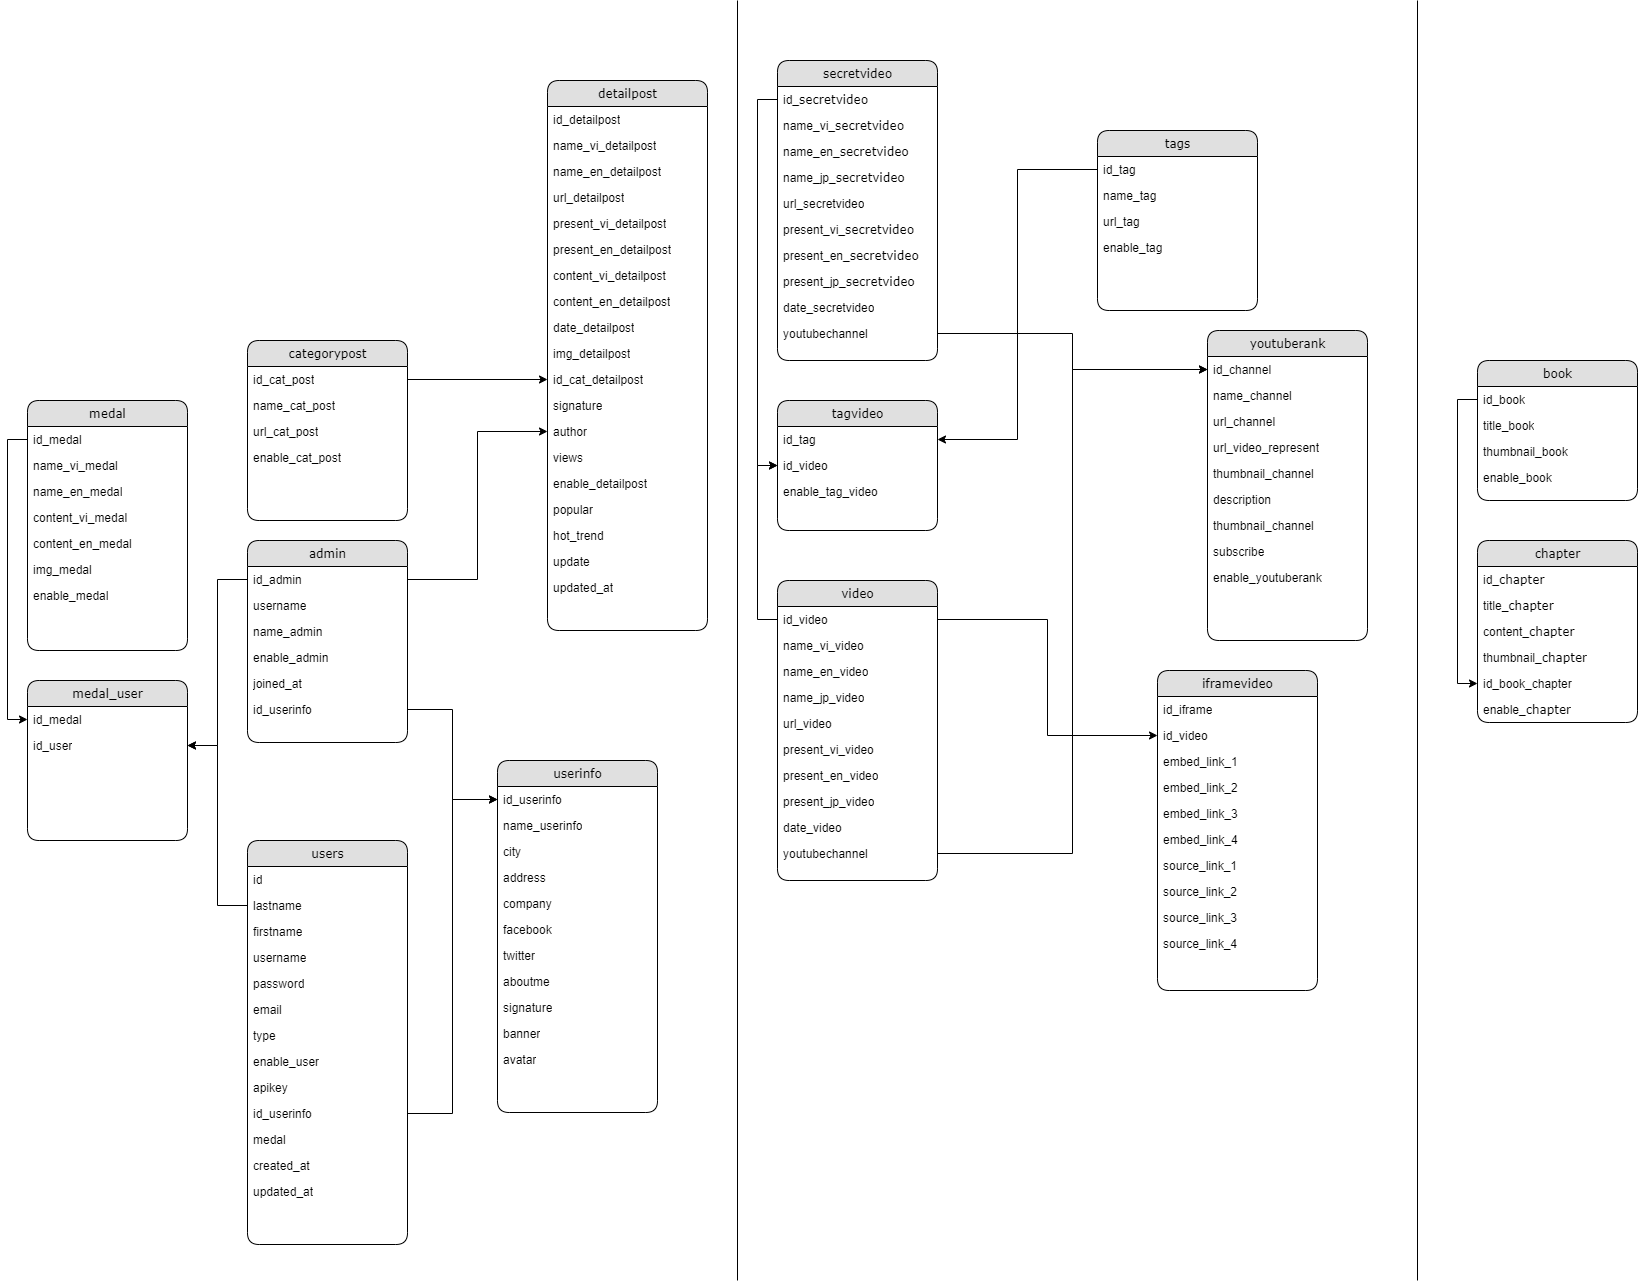 detailpost
id_detailpost
name_vi_detailpost
name_en_detailpost
url_detailpost
present_vi_detailpost
present_en_detailpost
content_vi_detailpost
content_en_detailpost
date_detailpost
img_detailpost
id_cat_detailpost
signature
author
views
enable_detailpost
popular
hot_trend
update
updated_at
categorypost
id_cat_post
name_cat_post
url_cat_post
enable_cat_post
medal
id_medal
name_vi_medal
name_en_medal
content_vi_medal
content_en_medal
img_medal
enable_medal
admin
id_admin
username
name_admin
enable_admin
joined_at
id_userinfo
medal_user
id_medal
id_user
userinfo
id_userinfo
name_userinfo
city
address
company
facebook
twitter
aboutme
signature
banner
avatar
users
id
lastname
firstname
username
password
email
type
enable_user
apikey
id_userinfo
medal
created_at
updated_at
secretvideo
id_secretvideo
name_vi_secretvideo
name_en_secretvideo
name_jp_secretvideo
url_secretvideo
present_vi_secretvideo
present_en_secretvideo
present_jp_secretvideo
date_secretvideo
youtubechannel
tags
id_tag
name_tag
url_tag
enable_tag
tagvideo
id_tag
id_video
enable_tag_video
youtuberank
id_channel
name_channel
url_channel
url_video_represent
thumbnail_channel
description
thumbnail_channel
subscribe
enable_youtuberank
video
id_video
name_vi_video
name_en_video
name_jp_video
url_video
present_vi_video
present_en_video
present_jp_video
date_video
youtubechannel
iframevideo
id_iframe
id_video
embed_link_1
embed_link_2
embed_link_3
embed_link_4
source_link_1
source_link_2
source_link_3
source_link_4
book
id_book
title_book
thumbnail_book
enable_book
chapter
id_chapter
title_chapter
content_chapter
thumbnail_chapter
id_book_chapter
enable_chapter